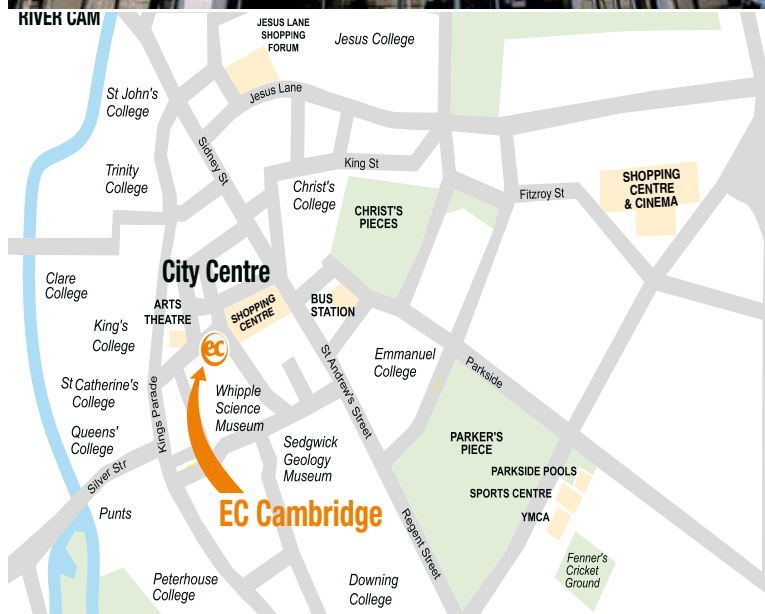 RIVER CAM
JESUS LANE
SHOPPING
FORUM
Jesus College
St John's
College
Jesus Lane
Sidney St
King St
Trinity
College
Christ's
College
CHRIST'S
PIECES
Fitzroy St
SHOPPING
CENTRE
& CINEMA
City Centre
Clare
College
ARTS
THEATRE
SHOPPING
CENTRE
BUS
STATION
King's
College
ec
St Andrew's Street
Emmanuel
College
Parkside
St Catherine's
College
Kings Parade
Whipple
Science
Museum
Queens'
College
Sedgwick
Geology
Museum
PARKER'S
PIECE
PARKSIDE POOLS
SPORTS CENTRE
YMCA
Silver Str
Punts
EC Cambridge
Regent Street
Fenner's
Cricket
Ground
Peterhouse
College
Downing
College